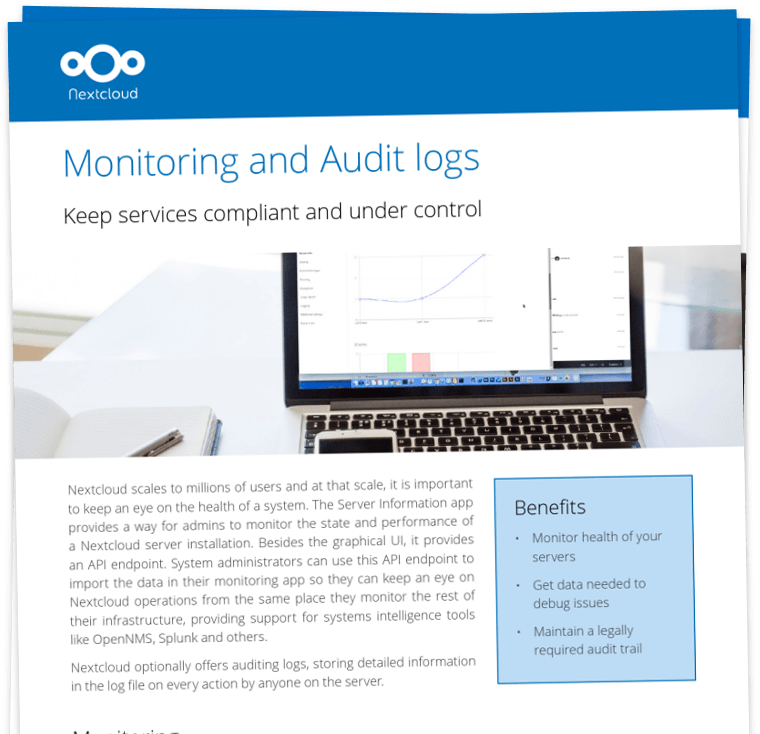 Nextcloud
Monitoring and Audit logs
Keep services compliant and under control
Nextcloud scales to millions of users and at that scale, it is important
to keep an eye on the health of a system. The Server Information app
provides a way for admins to monitor the state and performance of
a Nextcloud server installation. Besides the graphical UI, it provides
an API endpoint. System administrators can use this API endpoint to
import the data in their monitoring app so they can keep an eye on
Nextcloud operations from the same place they monitor the rest of
their infrastructure, providing support for systems intelligence tools
like OpenNMS, Splunk and others.
Nextcloud optionally offers auditing logs, storing detailed information
in the log file on every action by anyone on the server.
Benefits
• Monitor health of your
servers
• Get data needed to
debug issues
• Maintain a legally
required audit trail
Monitoring